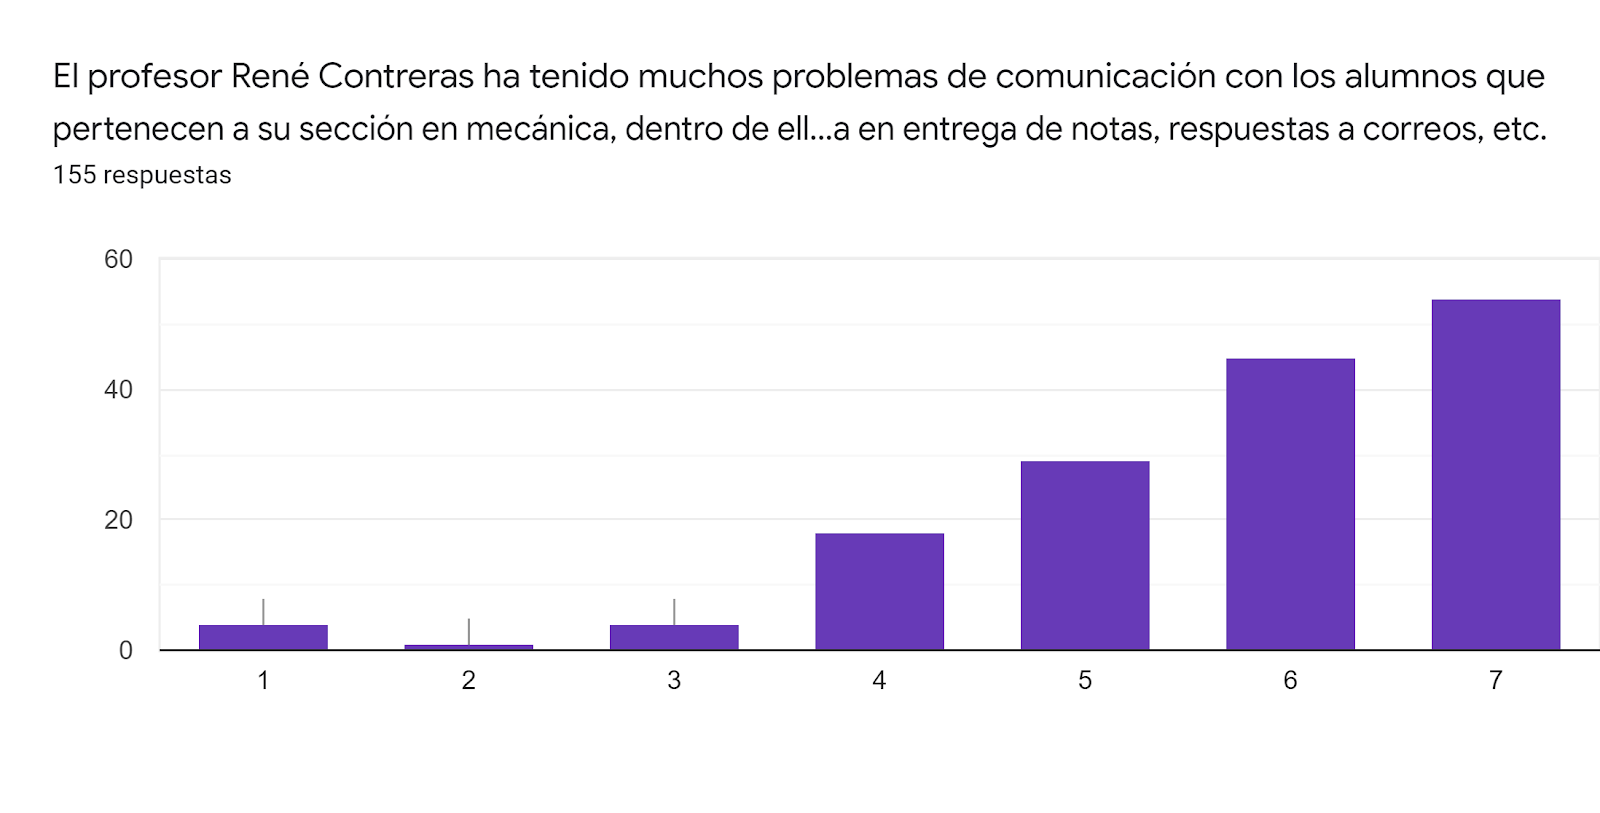 El profesor René Contreras ha tenido muchos problemas de comunicación con los alumnos que
pertenecen a su sección en mecánica, dentro de ell...a en entrega de notas, respuestas a correos, etc.
155 respuestas
60
40
20
0
1 2 3 4 5 6 7